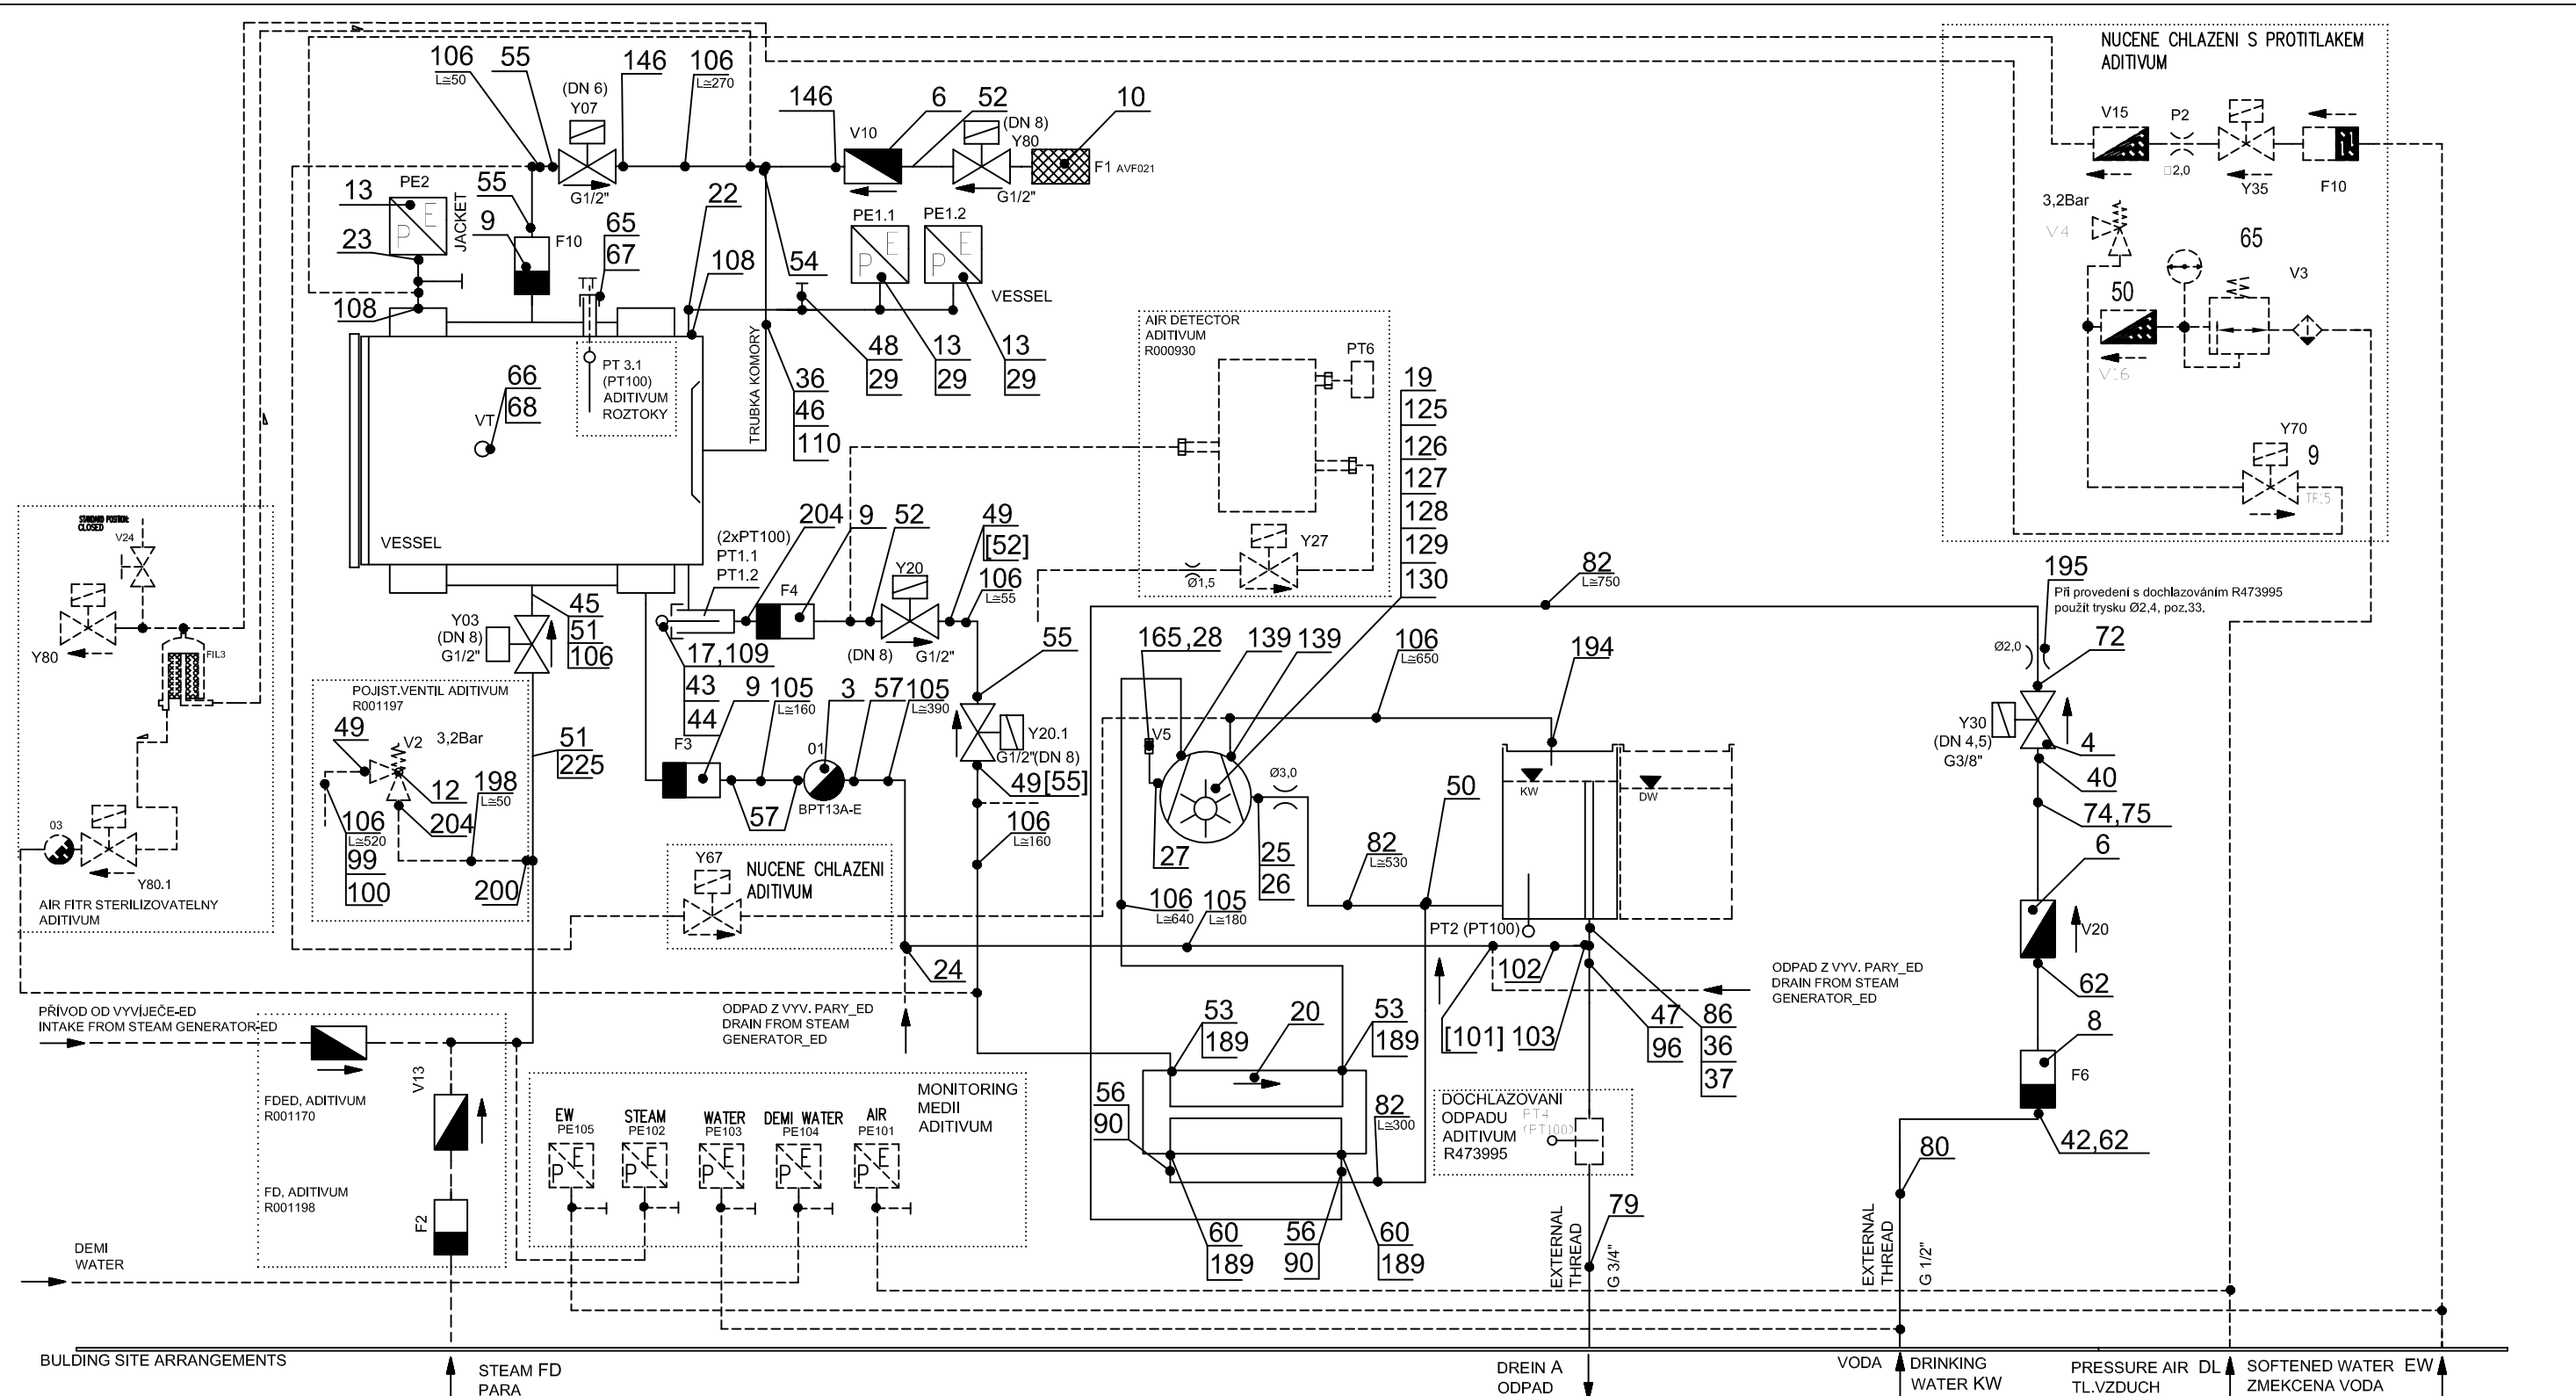 NUCENE CHLAZENI S PROTITLAKEM
ADITIVUM
106
L≅50
55
(DN 6)
Y07
146
106
L≅270
146
6
52
10
V10
(DN 8)
Y80
F1 AVF021
G1/2"
G1/2"
V15
P2
2,0
Y35
F10
3,2Bar
V4
65
V3
50
V16
Y70
9
TR15
13
PE2
JACKET
55
9
F10
23
108
TT
65
67
22
108
54
PE1.1
PE1.2
VESSEL
48
29
13
29
13
29
PT 3.1
(PT100)
ADITIVUM
ROZTOKY
66
68
VT
TRUBKA KOMORY
36
46
110
AIR DETECTOR
ADITIVUM
R000930
PT6
Y27
Ø1,5
19
125
126
127
128
129
130
STANDARD POSITION:
CLOSED
V24
Y80
FIL3
03
Y80.1
AIR FITR STERILIZOVATELNY
ADITIVUM
VESSEL
(2xPT100)
PT1.1
PT1.2
204
9
52
49
[52]
106
L≅55
F4
Y20
(DN 8)
G1/2"
Y03
(DN 8)
G1/2"
45
51
106
17,109
43
44
55
POJIST.VENTIL ADITIVUM
R001197
49
V2
3,2Bar
12
198
L≅50
204
106
L≅520
99
100
200
51
225
F3
9
105
L≅160
3
57
105
L≅390
01
BPT13A-E
57
Y20.1
G1/2"(DN 8)
49[55]
106
L≅160
82
L≅750
195
Při provedení s dochlazováním R473995
použít trysku Ø2,4, poz,33.
Ø2,0
72
Y30
(DN 4,5)
G3/8"
4
40
74,75
6
V20
62
8
F6
42,62
80
165,28
139
139
106
L≅650
194
V5
Ø3,0
KW
DW
27
25
26
82
L≅530
50
Y67
NUCENE CHLAZENI
ADITIVUM
106
L≅640
105
L≅180
PT2 (PT100)
24
102
ODPAD Z VYV. PARY_ED
DRAIN FROM STEAM
GENERATOR_ED
ODPAD Z VYV. PARY_ED
DRAIN FROM STEAM
GENERATOR_ED
[101]
103
47
96
86
36
37
PŘÍVOD OD VYVÍJEČE-ED
INTAKE FROM STEAM GENERATOR-ED
V13
FDED, ADITIVUM
R001170
FD, ADITIVUM
R001198
F2
53
189
20
53
189
56
90
82
L≅300
60
189
56
90
60
189
MONITORING
MEDII
ADITIVUM
EW
PE105
STEAM
PE102
WATER
PE103
DEMI WATER
PE104
AIR
PE101
DOCHLAZOVANI
ODPADU
ADITIVUM
R473995
PT4
(PT100)
79
EXTERNAL
THREAD
G 3/4"
EXTERNAL
THREAD
G 1/2"
DEMI
WATER
BULDING SITE ARRANGEMENTS
STEAM FD
PARA
DREIN A
ODPAD
VODA
DRINKING
WATER KW
PRESSURE AIR DL
TL.VZDUCH
SOFTENED WATER EW
ZMEKCENA VODA